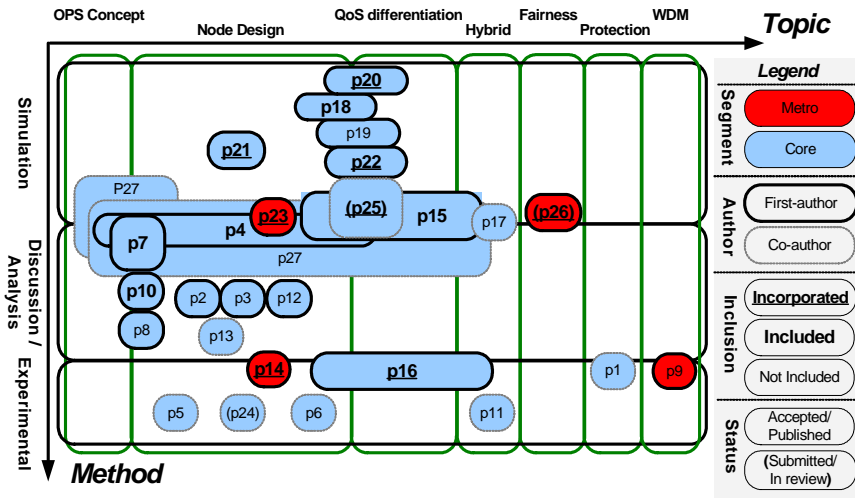 OPS Concept
Node Design
QoS differentiation
Hybrid
Fairness
Protection
WDM
Topic
Simulation
Discussion /
Analysis
Experimental
Method
p20
p18
p19
p21
p22
P27
(p25)
p23
p15
(p26)
p4
p17
p7
p27
p10
p2
p3
p12
p8
p13
p14
p16
p1
p9
p5
(p24)
p6
p11
Legend
Segment
Metro
Core
Author
First-author
Co-author
Inclusion
Incorporated
Included
Not Included
Status
Accepted/
Published
(Submitted/
In review)